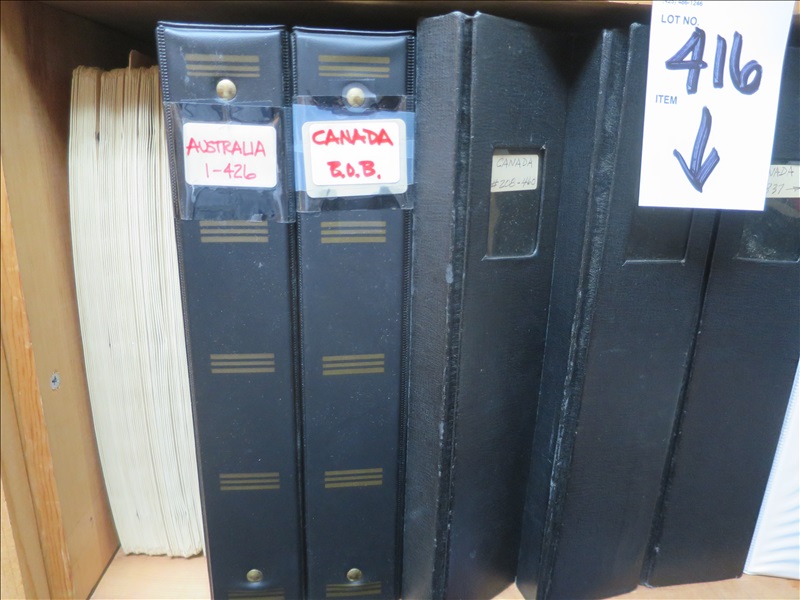 AUSTRALIA
1-426
CANADA
B.O.B.
CANADA
LOT NO.
416
ITEM